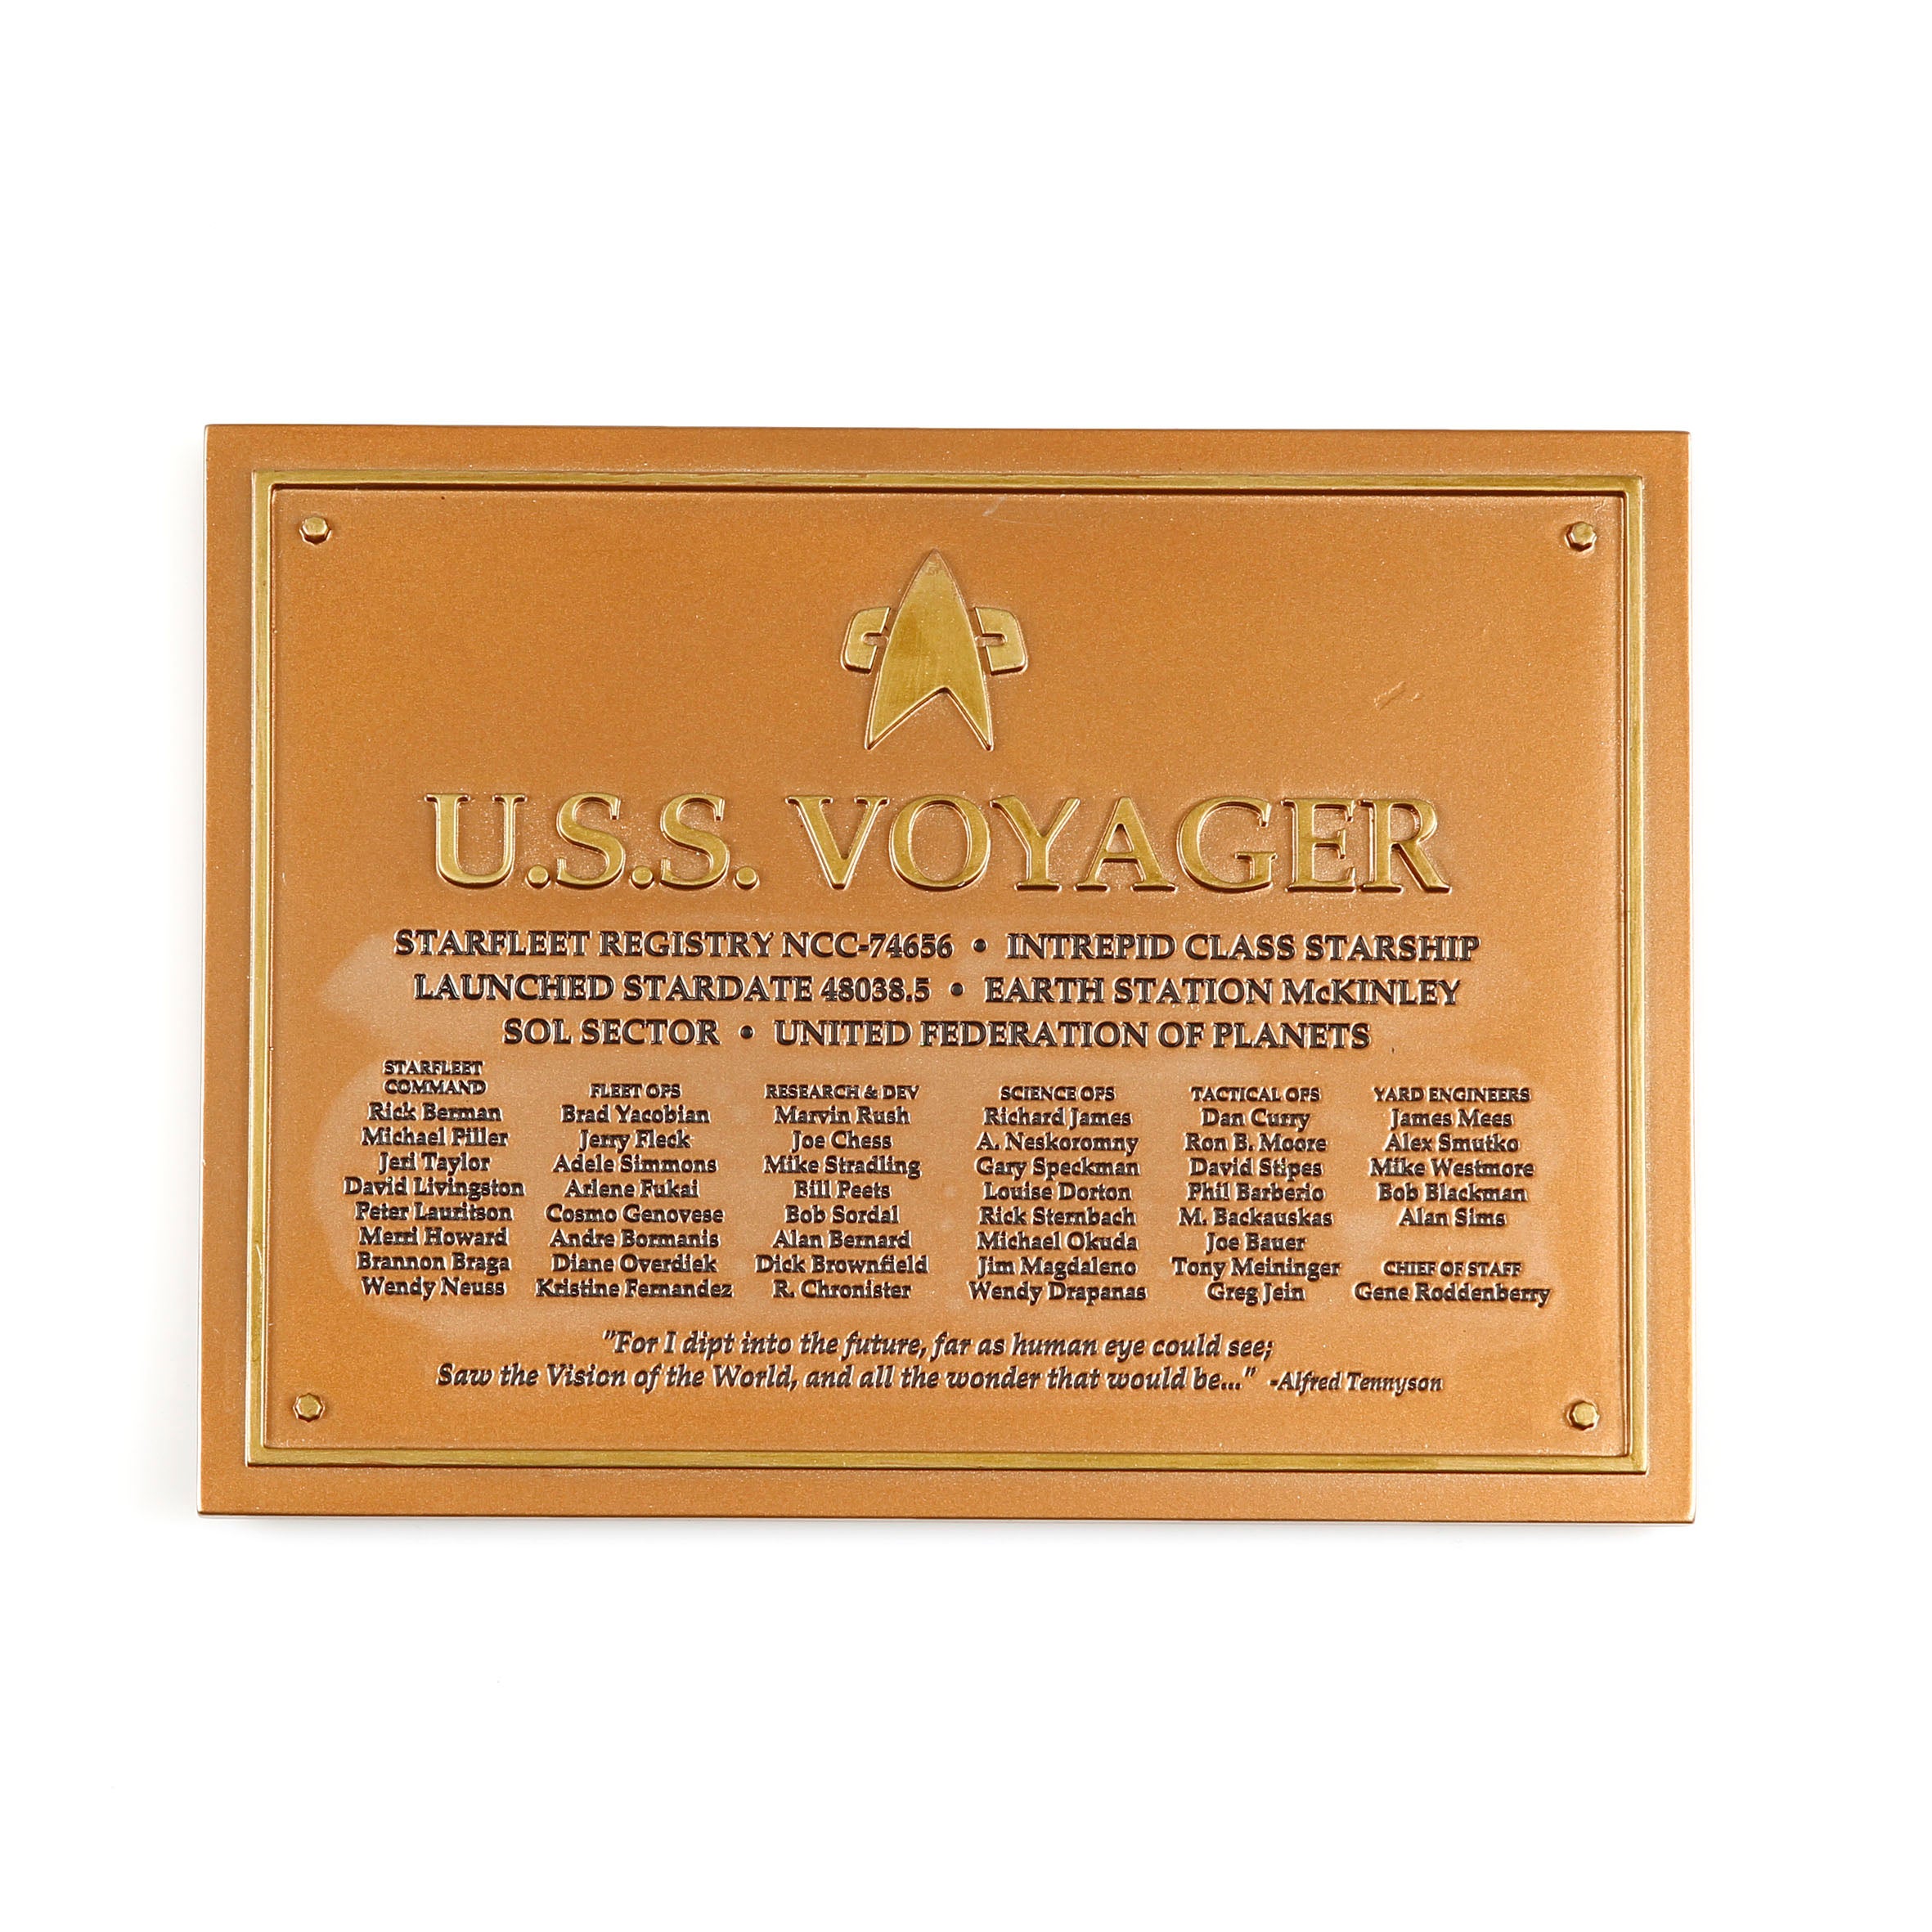 U.S.S. VOYAGER
STARFLEET REGISTRY NCC-74656 • INTREPID CLASS STARSHIP
LAUNCHED STARDATE 48038.5 • EARTH STATION McKINLEY
SOL SECTOR • UNITED FEDERATION OF PLANETS
STARFLEET
COMMAND
Rick Berman
Michael Piller
Jeri Taylor
David Livingston
Peter Lauritson
Merri Howard
Brannon Braga
Wendy Neuss
FLEET OPS
Brad Yacobian
Jerry Fleck
Adele Simmons
Arlene Fukai
Cosmo Genovese
Andre Bormanis
Diane Overdiek
Kristine Fernandez
RESEARCH & DEV
Marvin Rush
Joe Chess
Mike Stradling
Bill Peets
Bob Sordal
Alan Bernard
Dick Brownfield
R. Chronister
SCIENCE OPS
Richard James
A. Neskoromny
Gary Speckman
Louise Dorton
Rick Sternbach
Michael Okuda
Jim Magdaleno
Wendy Drapanas
TACTICAL OPS
Dan Curry
Ron B. Moore
David Stipes
Phil Barberio
M. Backauskas
Joe Bauer
Tony Meininger
Greg Jein
YARD ENGINEERS
James Mees
Alex Smutko
Mike Westmore
Bob Blackman
Alan Sims
CHIEF OF STAFF
Gene Roddenberry
"For I dipt into the future, far as human eye could see;
Saw the Vision of the World, and all the wonder that would be..." -Alfred Tennyson